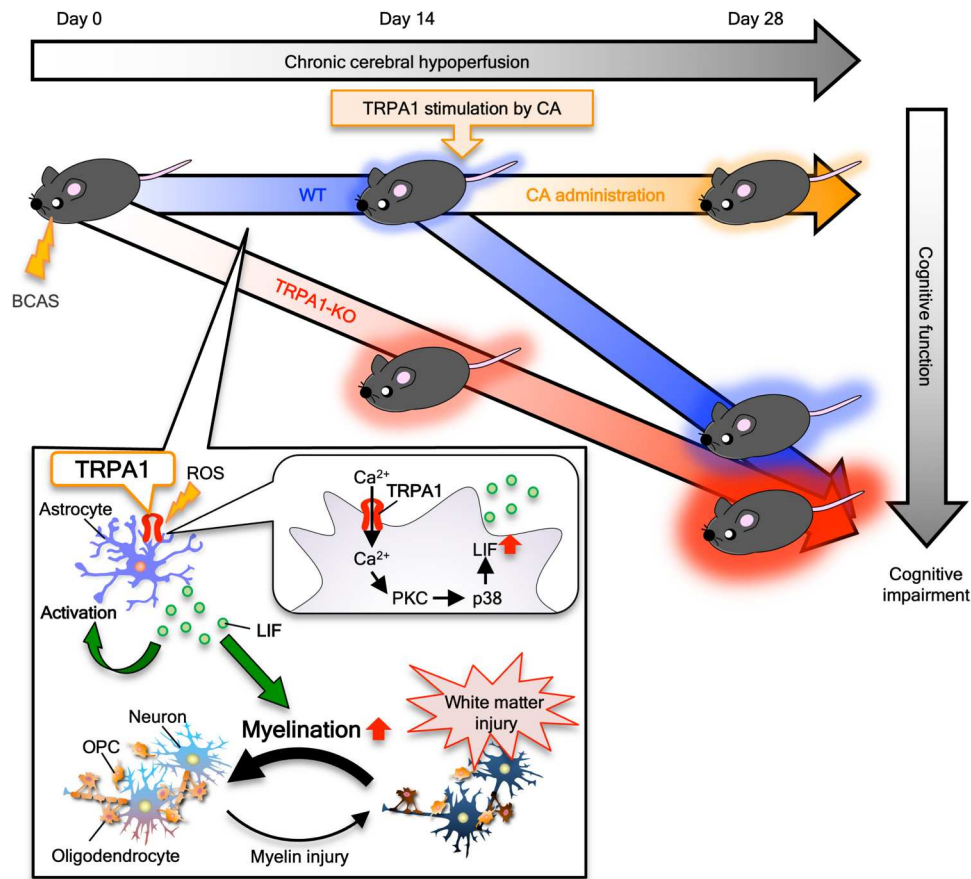 Day 0
Day 14
Day 28
Chronic cerebral hypoperfusion
TRPA1 stimulation by CA
WT
CA administration
BCAS
TRPA1-KO
Cognitive function
Cognitive
impairment
TRPA1
ROS
Astrocyte
Ca²⁺
TRPA1
Ca²⁺
PKC
p38
LIF
Activation
LIF
Myelination
White matter
injury
Neuron
OPC
Oligodendrocyte
Myelin injury